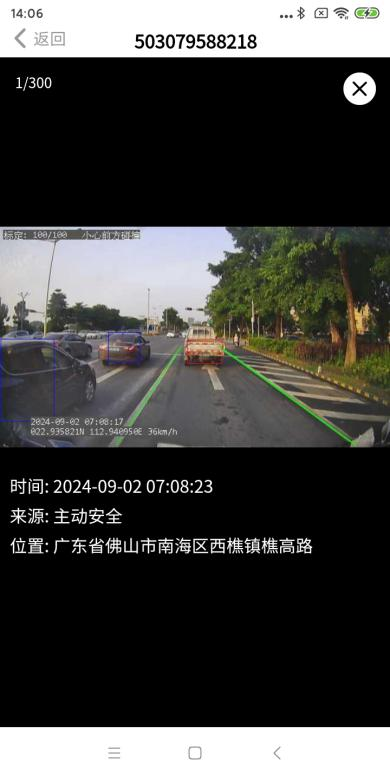 14:06
返回
503079588218
1/300
标定: 100/100 小心前方碰撞
2024-09-02 07:08:17
022.935821N 112.940950E 36km/h
时间: 2024-09-02 07:08:23
来源: 主动安全
位置: 广东省佛山市南海区西樵镇樵高路